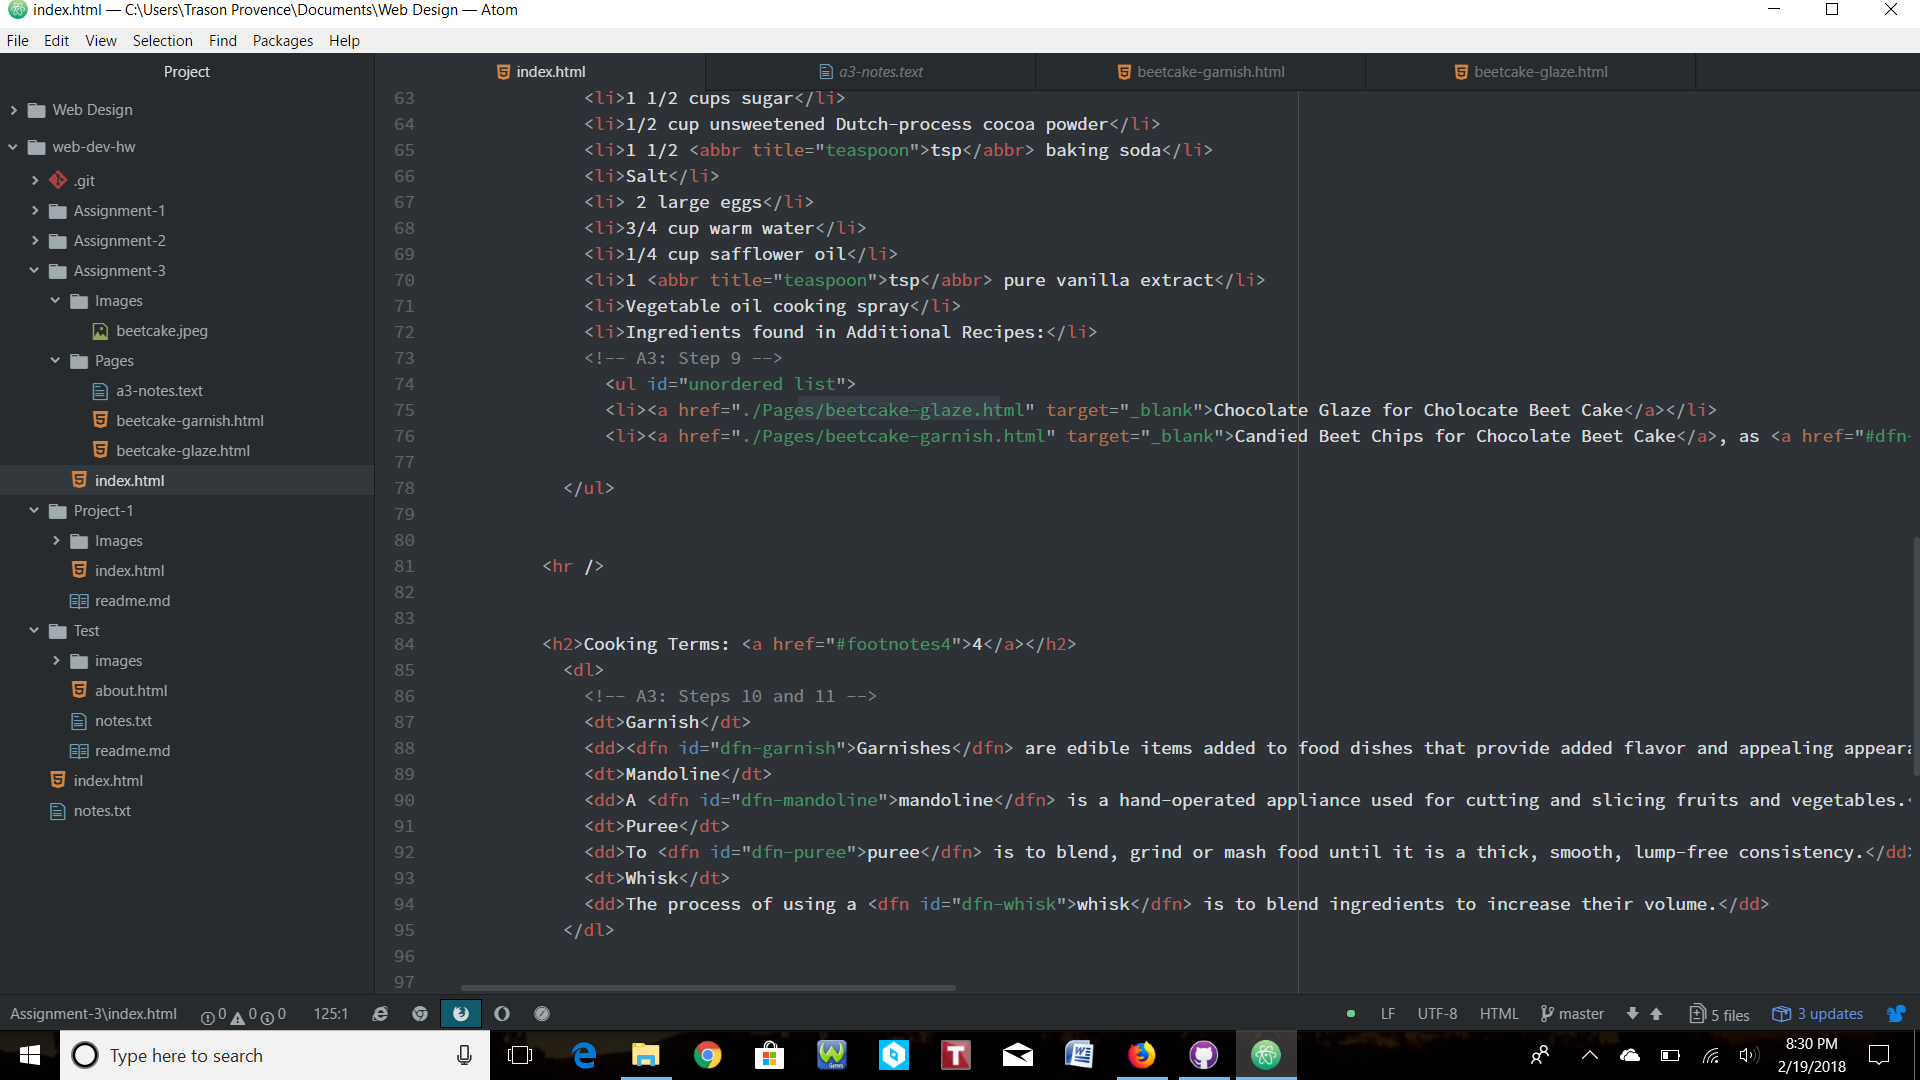 index.html — C:\Users\Trason Provence\Documents\Web Design — Atom
File Edit View Selection Find Packages Help
Project
Web Design
web-dev-hw
.git
Assignment-1
Assignment-2
Assignment-3
Images
beetcake.jpeg
Pages
a3-notes.text
beetcake-garnish.html
beetcake-glaze.html
index.html
Project-1
Images
index.html
readme.md
Test
images
about.html
notes.txt
readme.md
index.html
notes.txt
index.html a3-notes.text beetcake-garnish.html beetcake-glaze.html
63 <li>1 1/2 cups sugar</li>
64 <li>1/2 cup unsweetened Dutch-process cocoa powder</li>
65 <li>1 1/2 <abbr title="teaspoon">tsp</abbr> baking soda</li>
66 <li>Salt</li>
67 <li> 2 large eggs</li>
68 <li>3/4 cup warm water</li>
69 <li>1/4 cup safflower oil</li>
70 <li>1 <abbr title="teaspoon">tsp</abbr> pure vanilla extract</li>
71 <li>Vegetable oil cooking spray</li>
72 <li>Ingredients found in Additional Recipes:</li>
73 <!-- A3: Step 9 -->
74 <ul id="unordered list">
75 <li><a href="./Pages/beetcake-glaze.html" target="_blank">Chocolate Glaze for Cholocate Beet Cake</a></li>
76 <li><a href="./Pages/beetcake-garnish.html" target="_blank">Candied Beet Chips for Chocolate Beet Cake</a>, as <a href="#dfn-
77
78 </ul>
79
80
81 <hr />
82
83
84 <h2>Cooking Terms: <a href="#footnotes4">4</a></h2>
85 <dl>
86 <!-- A3: Steps 10 and 11 -->
87 <dt>Garnish</dt>
88 <dd><dfn id="dfn-garnish">Garnishes</dfn> are edible items added to food dishes that provide added flavor and appealing appeara
89 <dt>Mandoline</dt>
90 <dd>A <dfn id="dfn-mandoline">mandoline</dfn> is a hand-operated appliance used for cutting and slicing fruits and vegetables.<
91 <dt>Puree</dt>
92 <dd>To <dfn id="dfn-puree">puree</dfn> is to blend, grind or mash food until it is a thick, smooth, lump-free consistency.</dd>
93 <dt>Whisk</dt>
94 <dd>The process of using a <dfn id="dfn-whisk">whisk</dfn> is to blend ingredients to increase their volume.</dd>
95 </dl>
96
97
Assignment-3\index.html 0 0 0 125:1 LF UTF-8 HTML master 5 files 3 updates
Type here to search
8:30 PM
2/19/2018